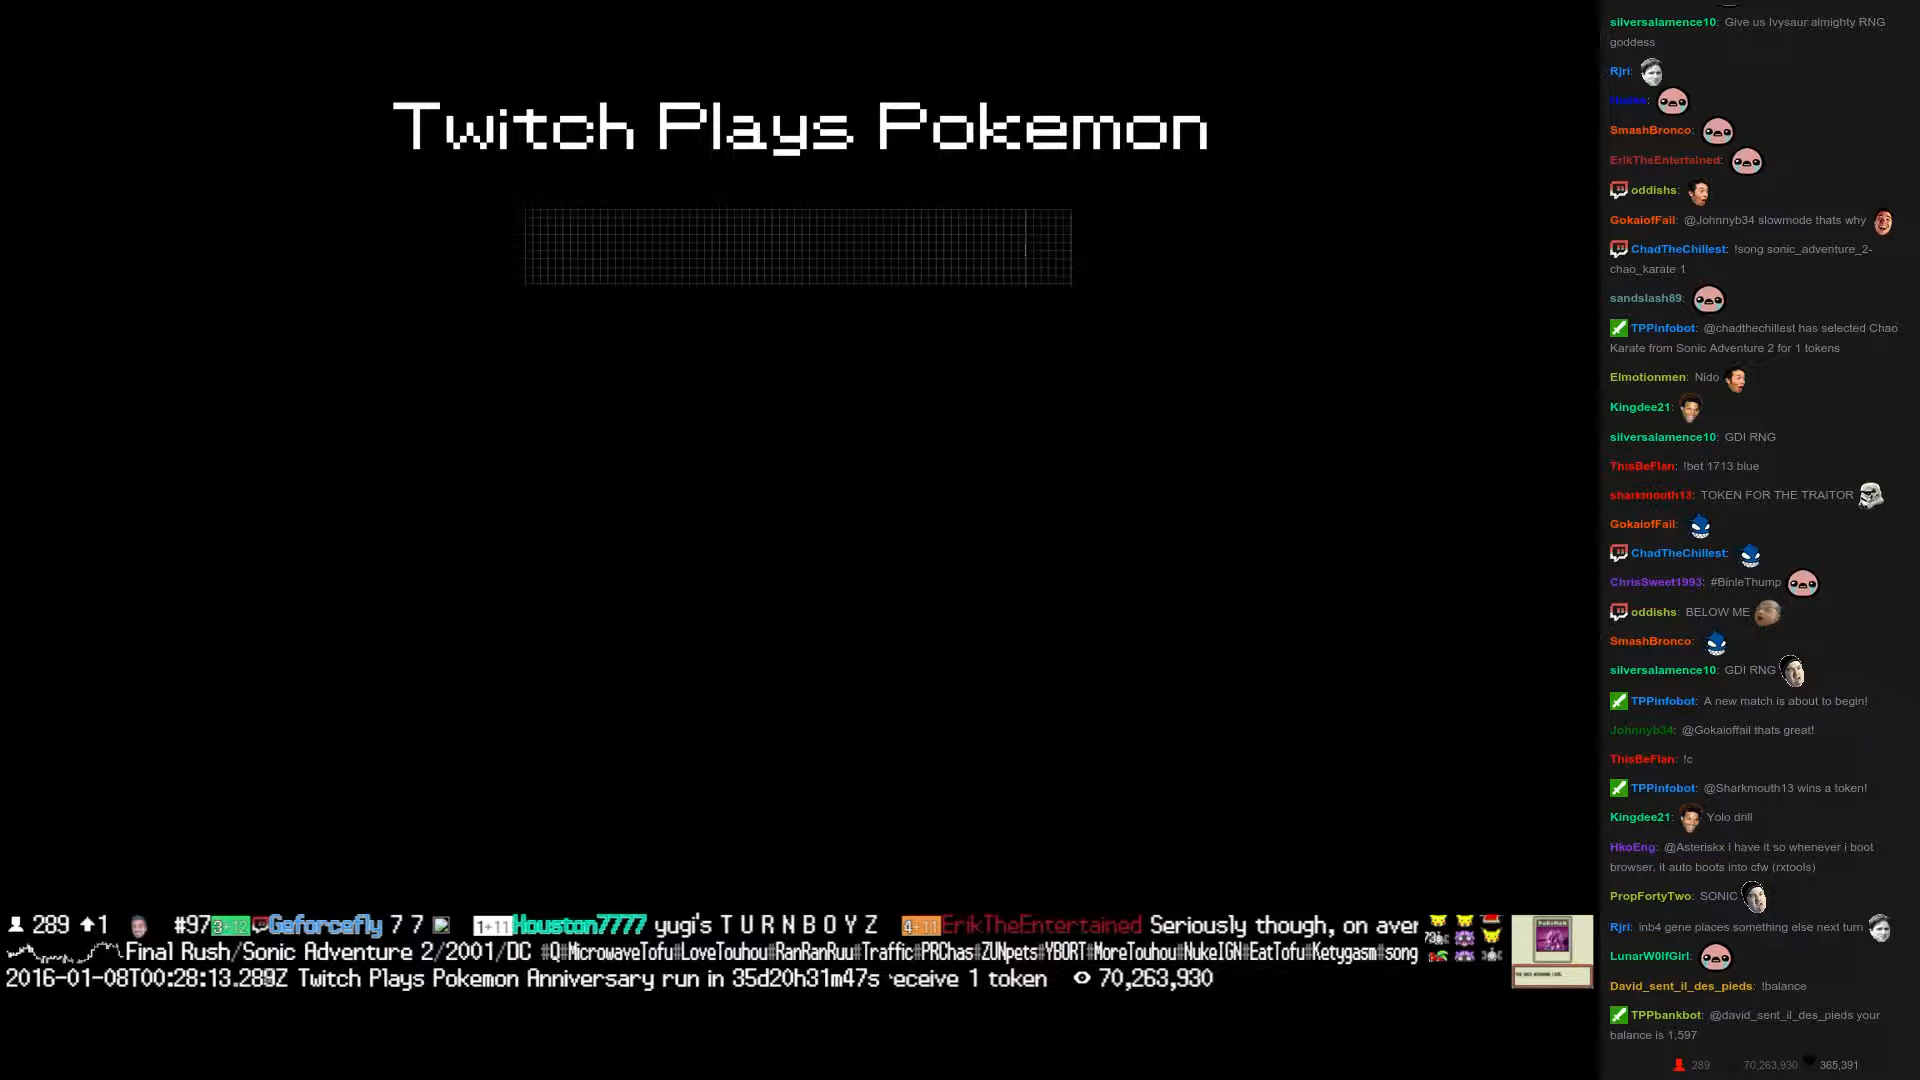 Twitch Plays Pokemon
289 1 #97 3+12 Geforcefly 7 7 1+11 Houston7777 yugi's T U R N B O Y Z 4+11 ErikTheEntertained Seriously though, on aver
Final Rush/Sonic Adventure 2/2001/DC #Q#MicrowaveTofu#LoveTouhou#RanRanRuu#Traffic#PRChas#ZUNpets#YBORT#MoreTouhou#NukeIGN#EatTofu#Ketygasm#song
2016-01-08T00:28:13.289Z Twitch Plays Pokemon Anniversary run in 35d20h31m47s eceive 1 token 70,263,930
silversalamence10: Give us Ivysaur almighty RNG
goddess
Rjri:
SmashBronco:
ErikTheEntertained:
oddishs:
GokaiofFail: @Johnnyb34 slowmode thats why
ChadTheChillest: !song sonic_adventure_2-
chao_karate 1
sandslash89:
TPPinfobot: @chadthechillest has selected Chao
Karate from Sonic Adventure 2 for 1 tokens
Elmotionmen: Nido
Kingdee21:
silversalamence10: GDI RNG
ThisBeFlan: !bet 1713 blue
sharkmouth13: TOKEN FOR THE TRAITOR
GokaiofFail:
ChadTheChillest:
ChrisSweet1993: #BinleThump
oddishs: BELOW ME
SmashBronco:
silversalamence10: GDI RNG
TPPinfobot: A new match is about to begin!
Johnnyb34: @Gokaioffail thats great!
ThisBeFlan: !c
TPPinfobot: @Sharkmouth13 wins a token!
Kingdee21: Yolo drill
HkoEng: @Asteriskx i have it so whenever i boot
browser, it auto boots into cfw (rxtools)
PropFortyTwo: SONIC
Rjri: inb4 gene places something else next turn
LunarW0lfGirl:
David_sent_il_des_pieds: !balance
TPPbankbot: @david_sent_il_des_pieds your
balance is 1,597
289 70,263,930 365,391